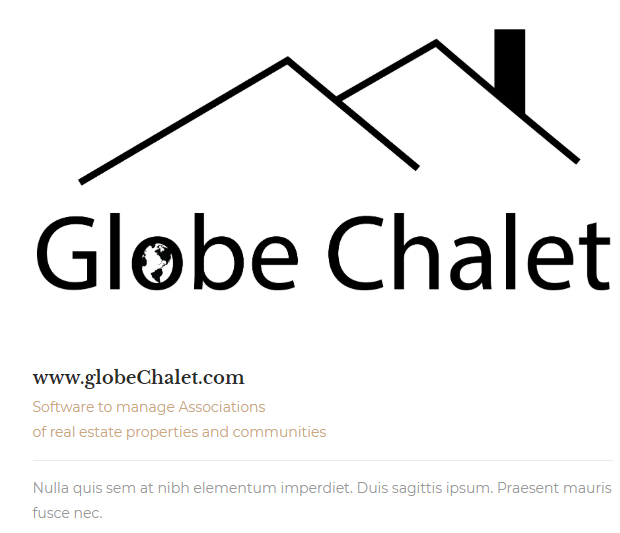 Globe Chalet
www.globeChalet.com
Software to manage Associations
of real estate properties and communities
Nulla quis sem at nibh elementum imperdiet. Duis sagittis ipsum. Praesent mauris
fusce nec.